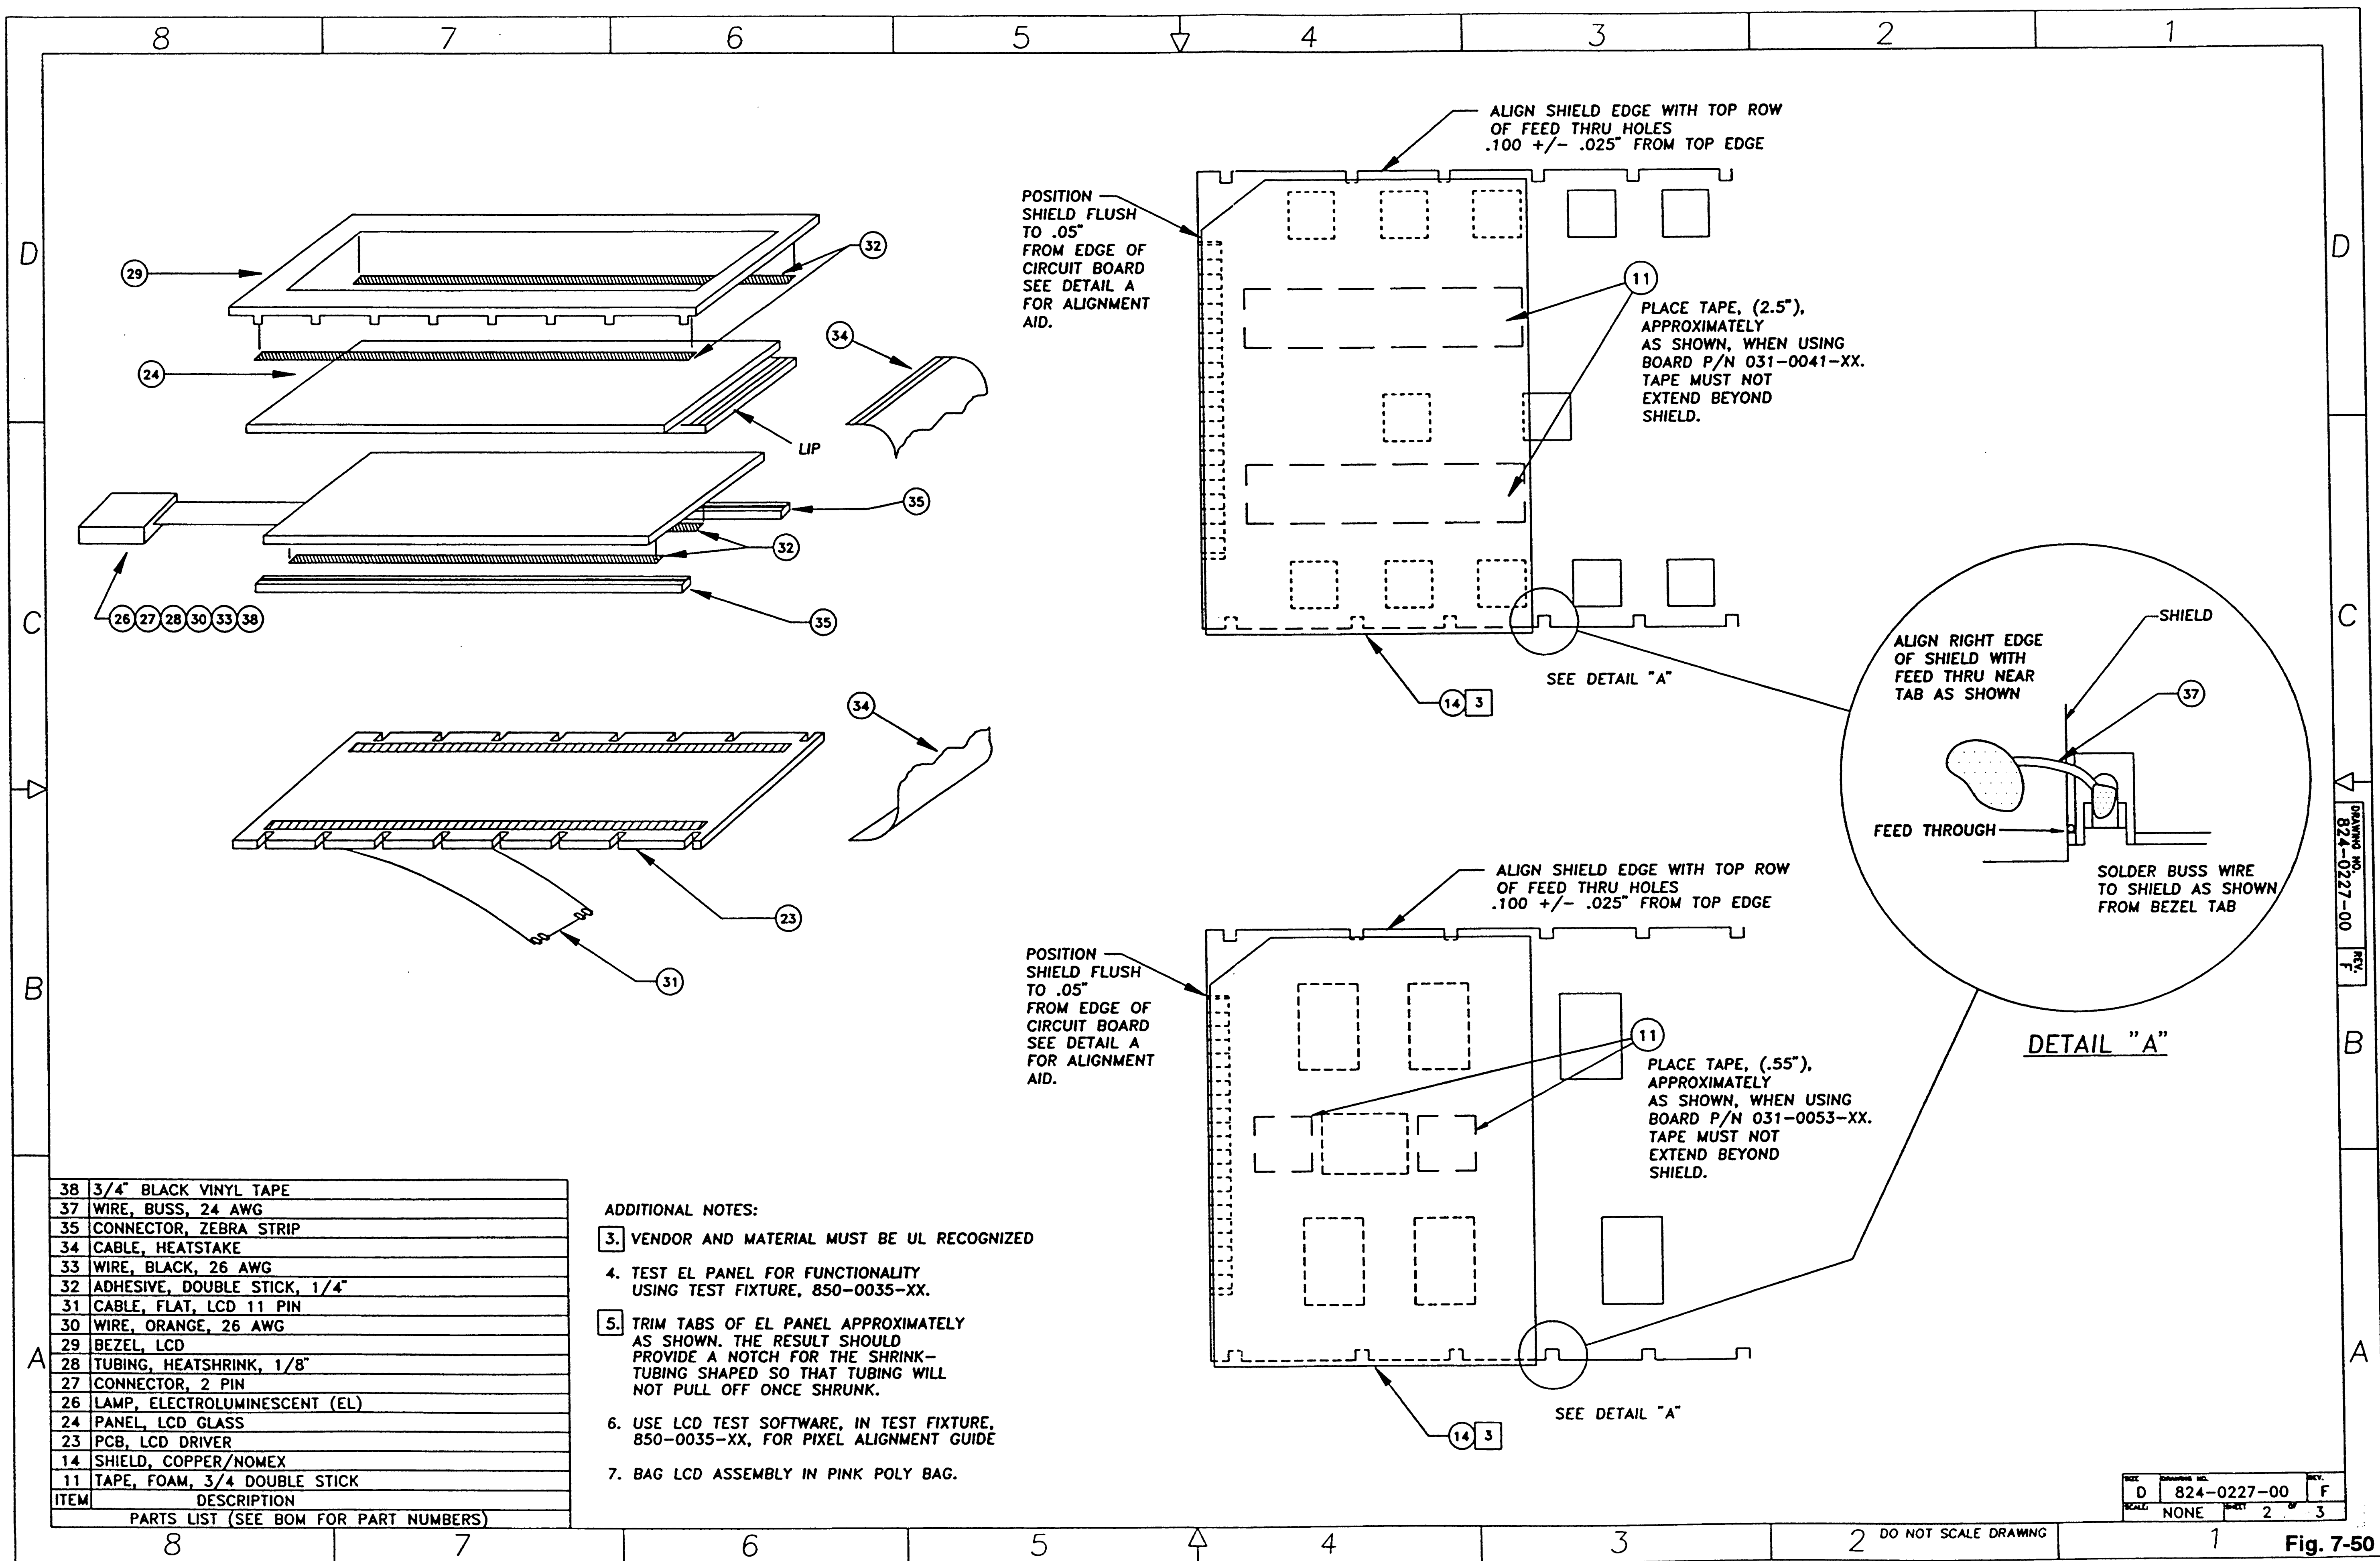 8 7 6 5 4 3 2 1
D
D
C
C
B
B
A
A
29
32
24
34
LIP
35
32
26 27 28 30 33 38
35
34
23
31
ALIGN SHIELD EDGE WITH TOP ROW
OF FEED THRU HOLES
.100 +/- .025" FROM TOP EDGE
POSITION
SHIELD FLUSH
TO .05"
FROM EDGE OF
CIRCUIT BOARD
SEE DETAIL A
FOR ALIGNMENT
AID.
11
PLACE TAPE, (2.5"),
APPROXIMATELY
AS SHOWN, WHEN USING
BOARD P/N 031-0041-XX.
TAPE MUST NOT
EXTEND BEYOND
SHIELD.
SEE DETAIL "A"
14 3
SHIELD
ALIGN RIGHT EDGE
OF SHIELD WITH
FEED THRU NEAR
TAB AS SHOWN
37
FEED THROUGH
SOLDER BUSS WIRE
TO SHIELD AS SHOWN
FROM BEZEL TAB
DETAIL "A"
DRAWING NO.
824-0227-00
REV.
F
ALIGN SHIELD EDGE WITH TOP ROW
OF FEED THRU HOLES
.100 +/- .025" FROM TOP EDGE
POSITION
SHIELD FLUSH
TO .05"
FROM EDGE OF
CIRCUIT BOARD
SEE DETAIL A
FOR ALIGNMENT
AID.
11
PLACE TAPE, (.55"),
APPROXIMATELY
AS SHOWN, WHEN USING
BOARD P/N 031-0053-XX.
TAPE MUST NOT
EXTEND BEYOND
SHIELD.
SEE DETAIL "A"
14 3
38 3/4" BLACK VINYL TAPE
37 WIRE, BUSS, 24 AWG
35 CONNECTOR, ZEBRA STRIP
34 CABLE, HEATSTAKE
33 WIRE, BLACK, 26 AWG
32 ADHESIVE, DOUBLE STICK, 1/4"
31 CABLE, FLAT, LCD 11 PIN
30 WIRE, ORANGE, 26 AWG
29 BEZEL, LCD
28 TUBING, HEATSHRINK, 1/8"
27 CONNECTOR, 2 PIN
26 LAMP, ELECTROLUMINESCENT (EL)
24 PANEL, LCD GLASS
23 PCB, LCD DRIVER
14 SHIELD, COPPER/NOMEX
11 TAPE, FOAM, 3/4 DOUBLE STICK
ITEM DESCRIPTION
PARTS LIST (SEE BOM FOR PART NUMBERS)
ADDITIONAL NOTES:
3. VENDOR AND MATERIAL MUST BE UL RECOGNIZED
4. TEST EL PANEL FOR FUNCTIONALITY
USING TEST FIXTURE, 850-0035-XX.
5. TRIM TABS OF EL PANEL APPROXIMATELY
AS SHOWN. THE RESULT SHOULD
PROVIDE A NOTCH FOR THE SHRINK-
TUBING SHAPED SO THAT TUBING WILL
NOT PULL OFF ONCE SHRUNK.
6. USE LCD TEST SOFTWARE, IN TEST FIXTURE,
850-0035-XX, FOR PIXEL ALIGNMENT GUIDE
7. BAG LCD ASSEMBLY IN PINK POLY BAG.
SIZE DRAWING NO. REV.
D 824-0227-00 F
SCALE: NONE SHEET 2 OF 3
8 7 6 5 4 3 2 DO NOT SCALE DRAWING 1
Fig. 7-50